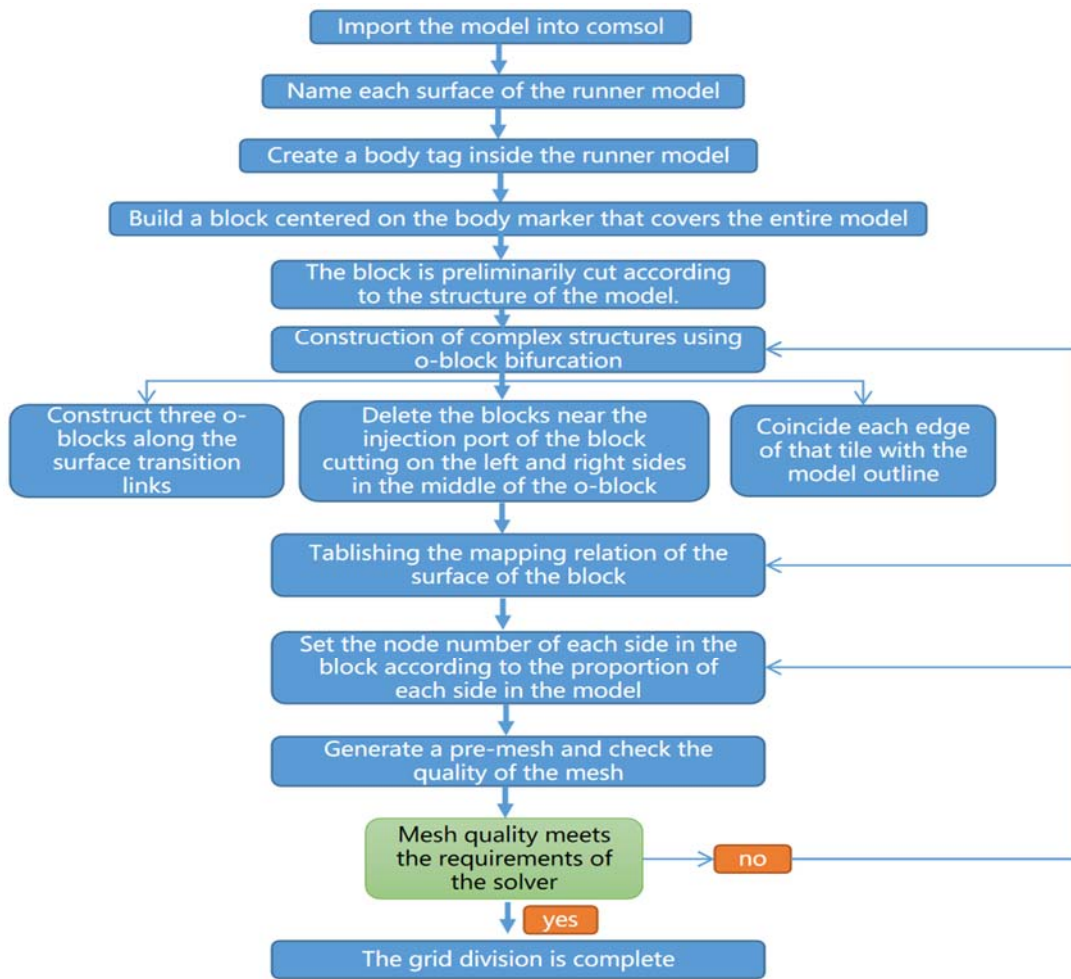 Import the model into comsol
Name each surface of the runner model
Create a body tag inside the runner model
Build a block centered on the body marker that covers the entire model
The block is preliminarily cut according
to the structure of the model.
Construction of complex structures using
o-block bifurcation
Construct three o-
blocks along the
surface transition
links
Delete the blocks near the
injection port of the block
cutting on the left and right sides
in the middle of the o-block
Coincide each edge
of that tile with the
model outline
Tablishing the mapping relation of the
surface of the block
Set the node number of each side in the
block according to the proportion of
each side in the model
Generate a pre-mesh and check the
quality of the mesh
Mesh quality meets
the requirements of
the solver
no
yes
The grid division is complete